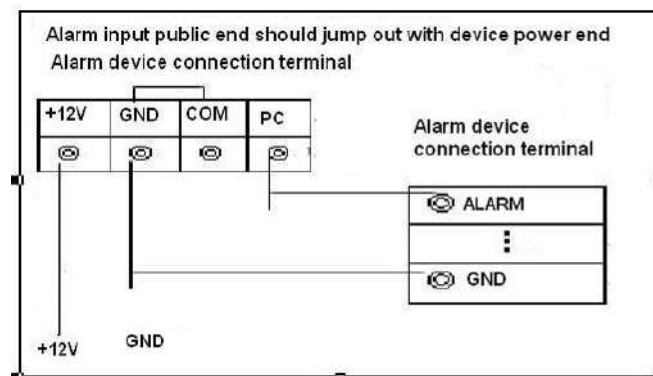 Alarm input public end should jump out with device power end
Alarm device connection terminal
+12V GND COM PC
Alarm device
connection terminal
ALARM
GND
+12V GND